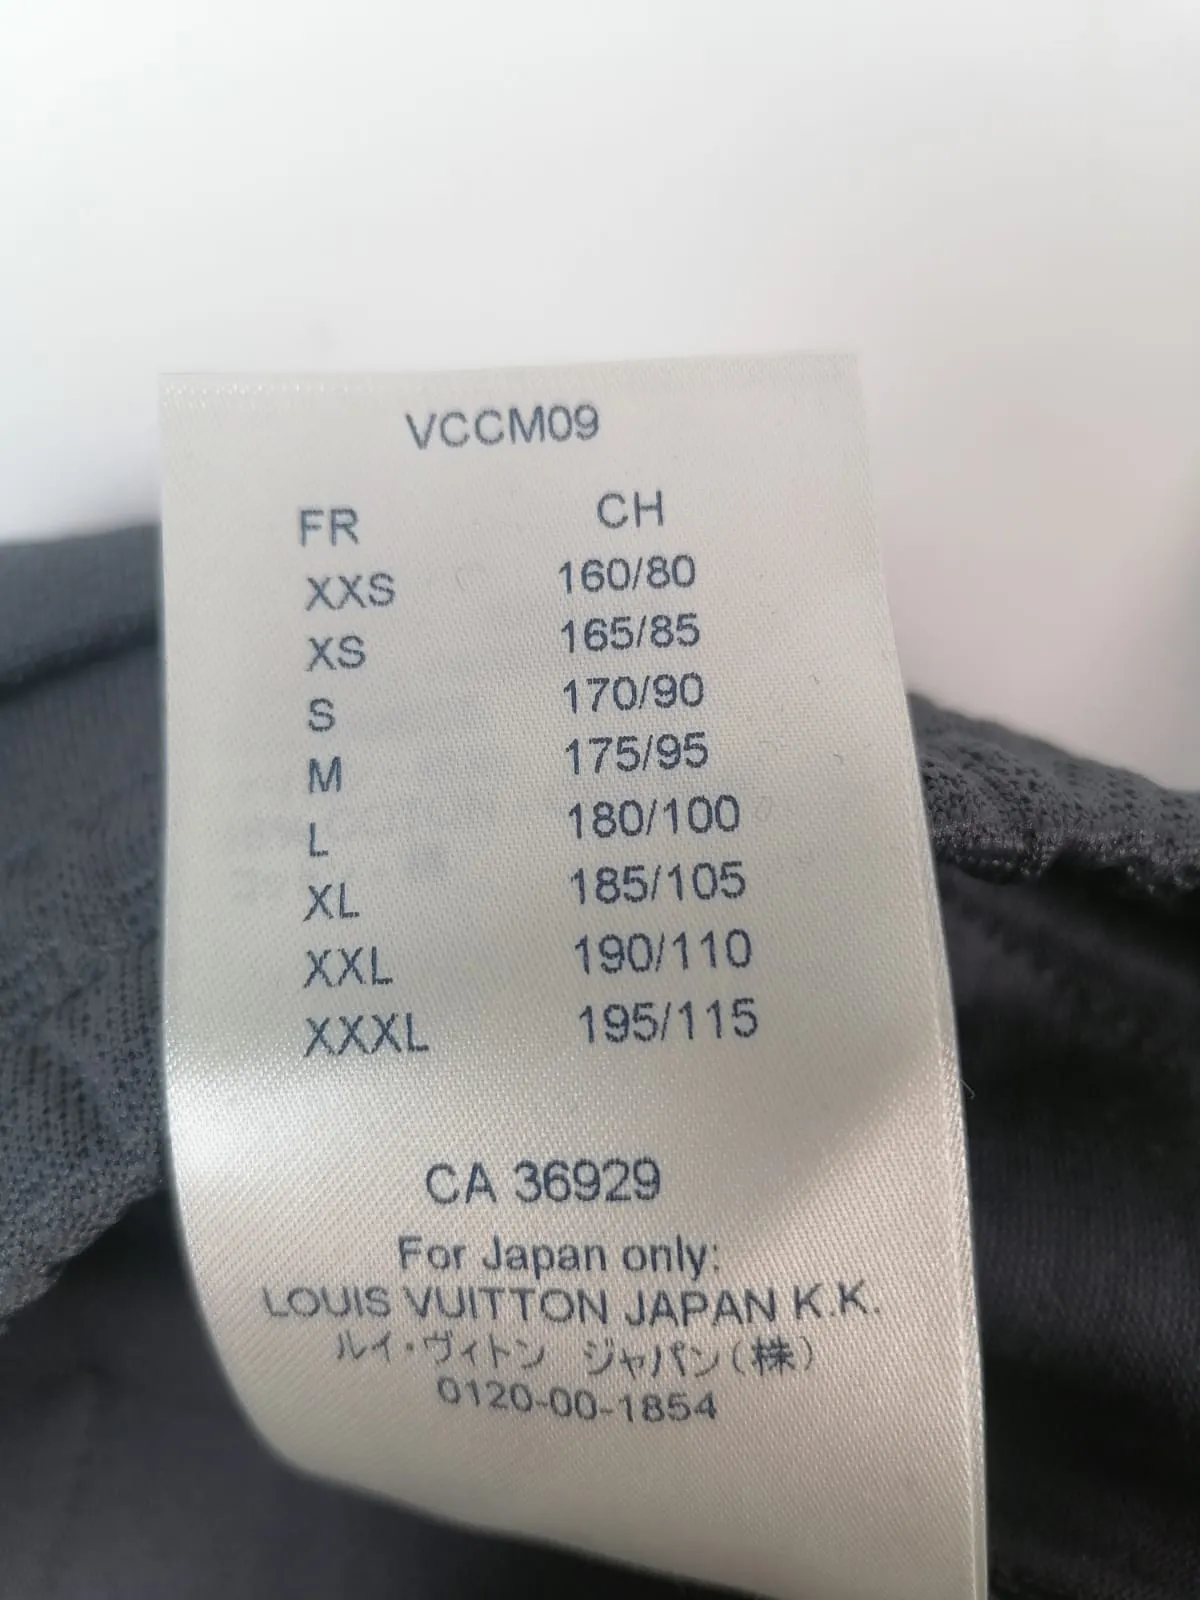 VCCM09
FR CH
XXS 160/80
XS 165/85
S 170/90
M 175/95
L 180/100
XL 185/105
XXL 190/110
XXXL 195/115
CA 36929
For Japan only:
LOUIS VUITTON JAPAN K.K.
ルイ・ヴィトン ジャパン(株)
0120-00-1854